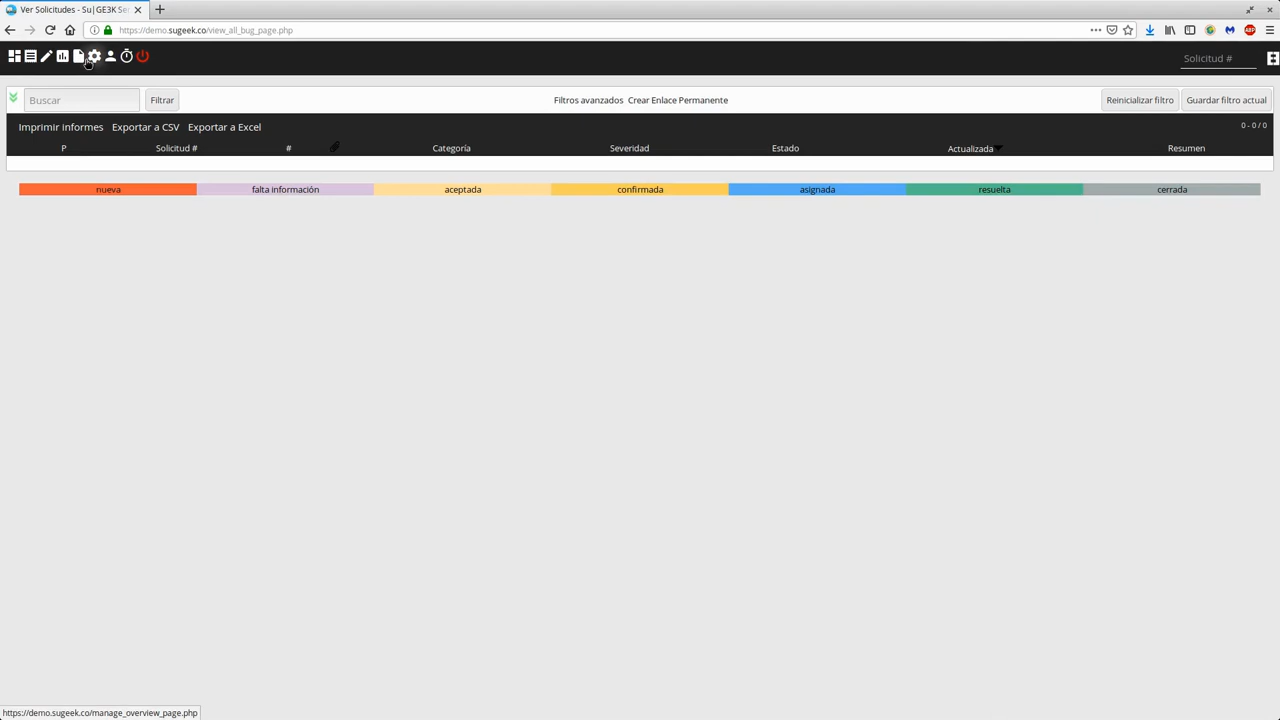 Ver Solicitudes - Su|GE3K Ser
https://demo.sugeek.co/view_all_bug_page.php
ABP
Solicitud #
Buscar
Filtrar
Filtros avanzados Crear Enlace Permanente
Reinicializar filtro
Guardar filtro actual
Imprimir informes Exportar a CSV Exportar a Excel
0 - 0 / 0
P Solicitud # # Categoría Severidad Estado Actualizada Resumen
nueva falta información aceptada confirmada asignada resuelta cerrada
https://demo.sugeek.co/manage_overview_page.php